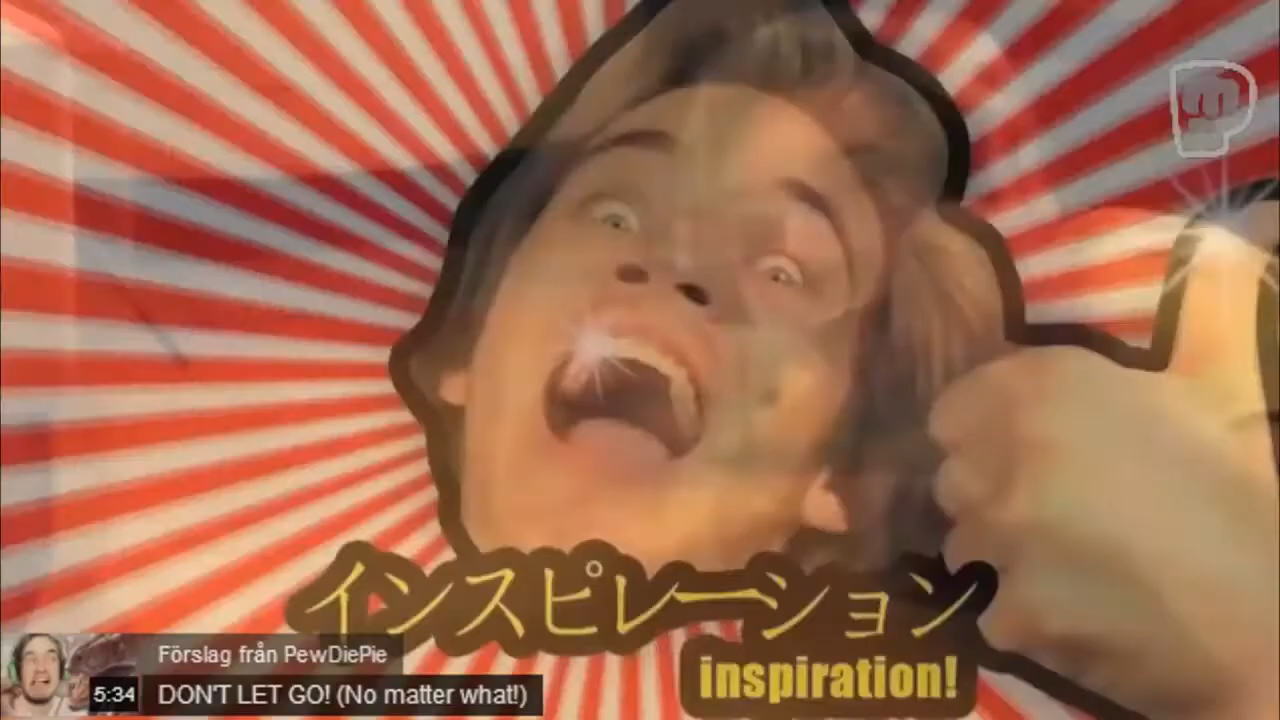 インスピレーション
inspiration!
Förslag från PewDiePie
5:34
DON'T LET GO! (No matter what!)